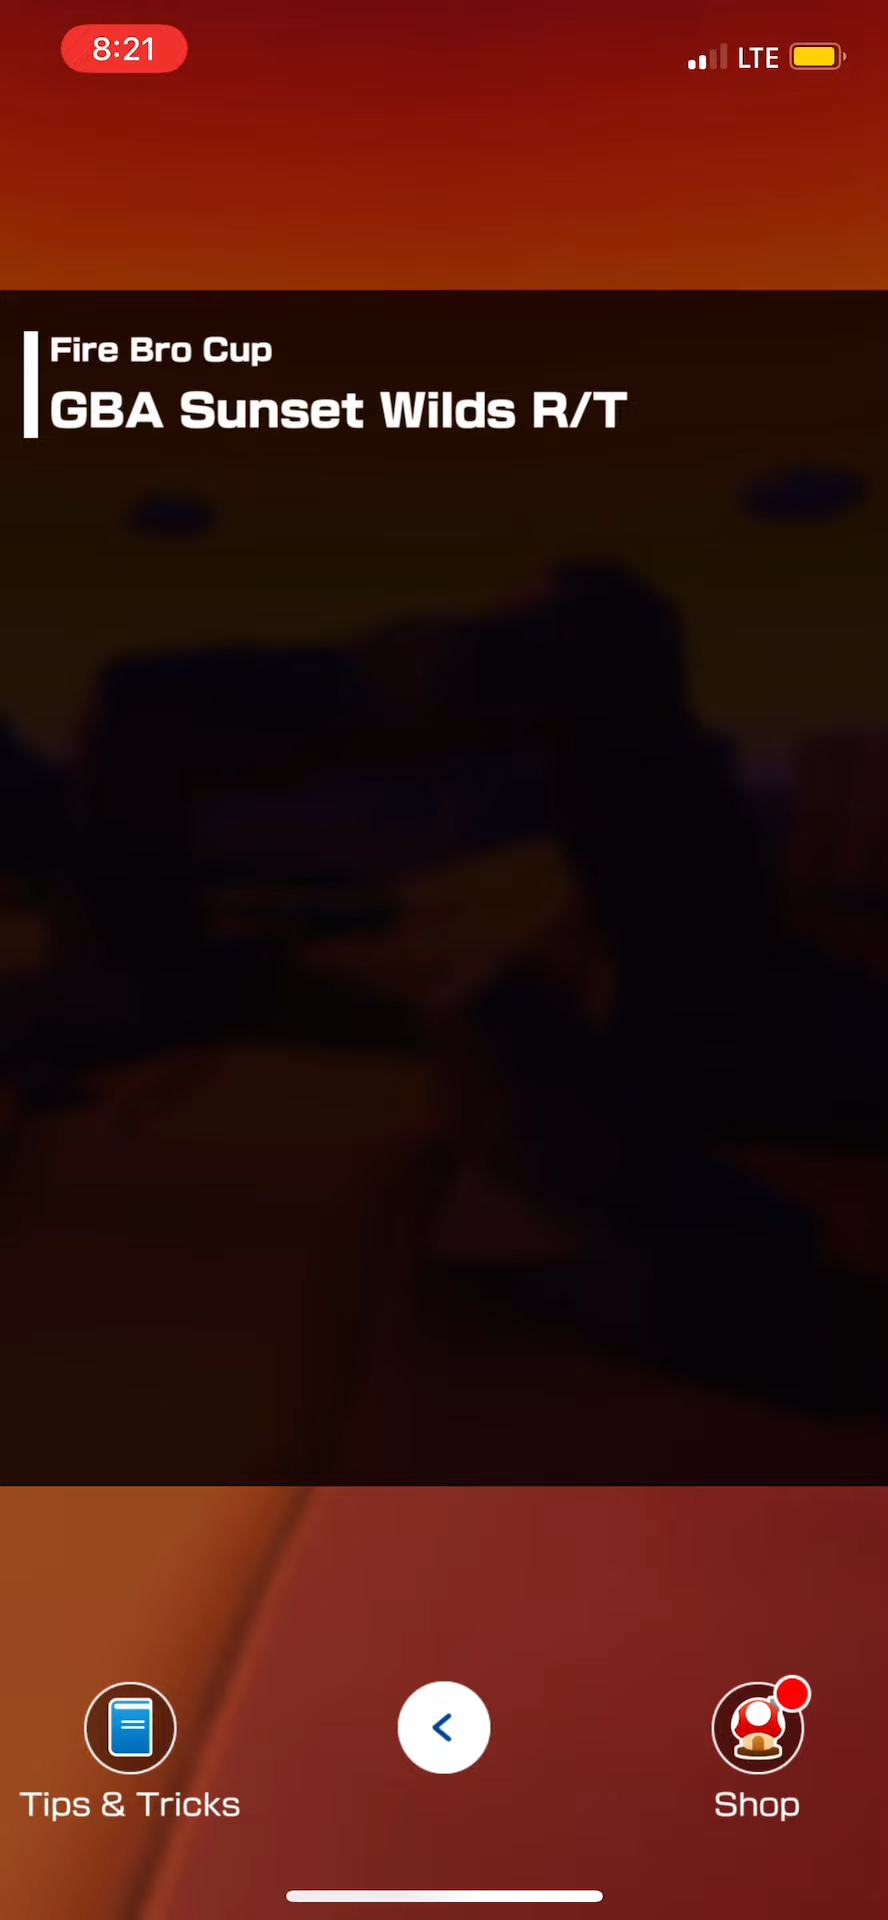 8:21
LTE
Fire Bro Cup
GBA Sunset Wilds R/T
Tips & Tricks
Shop